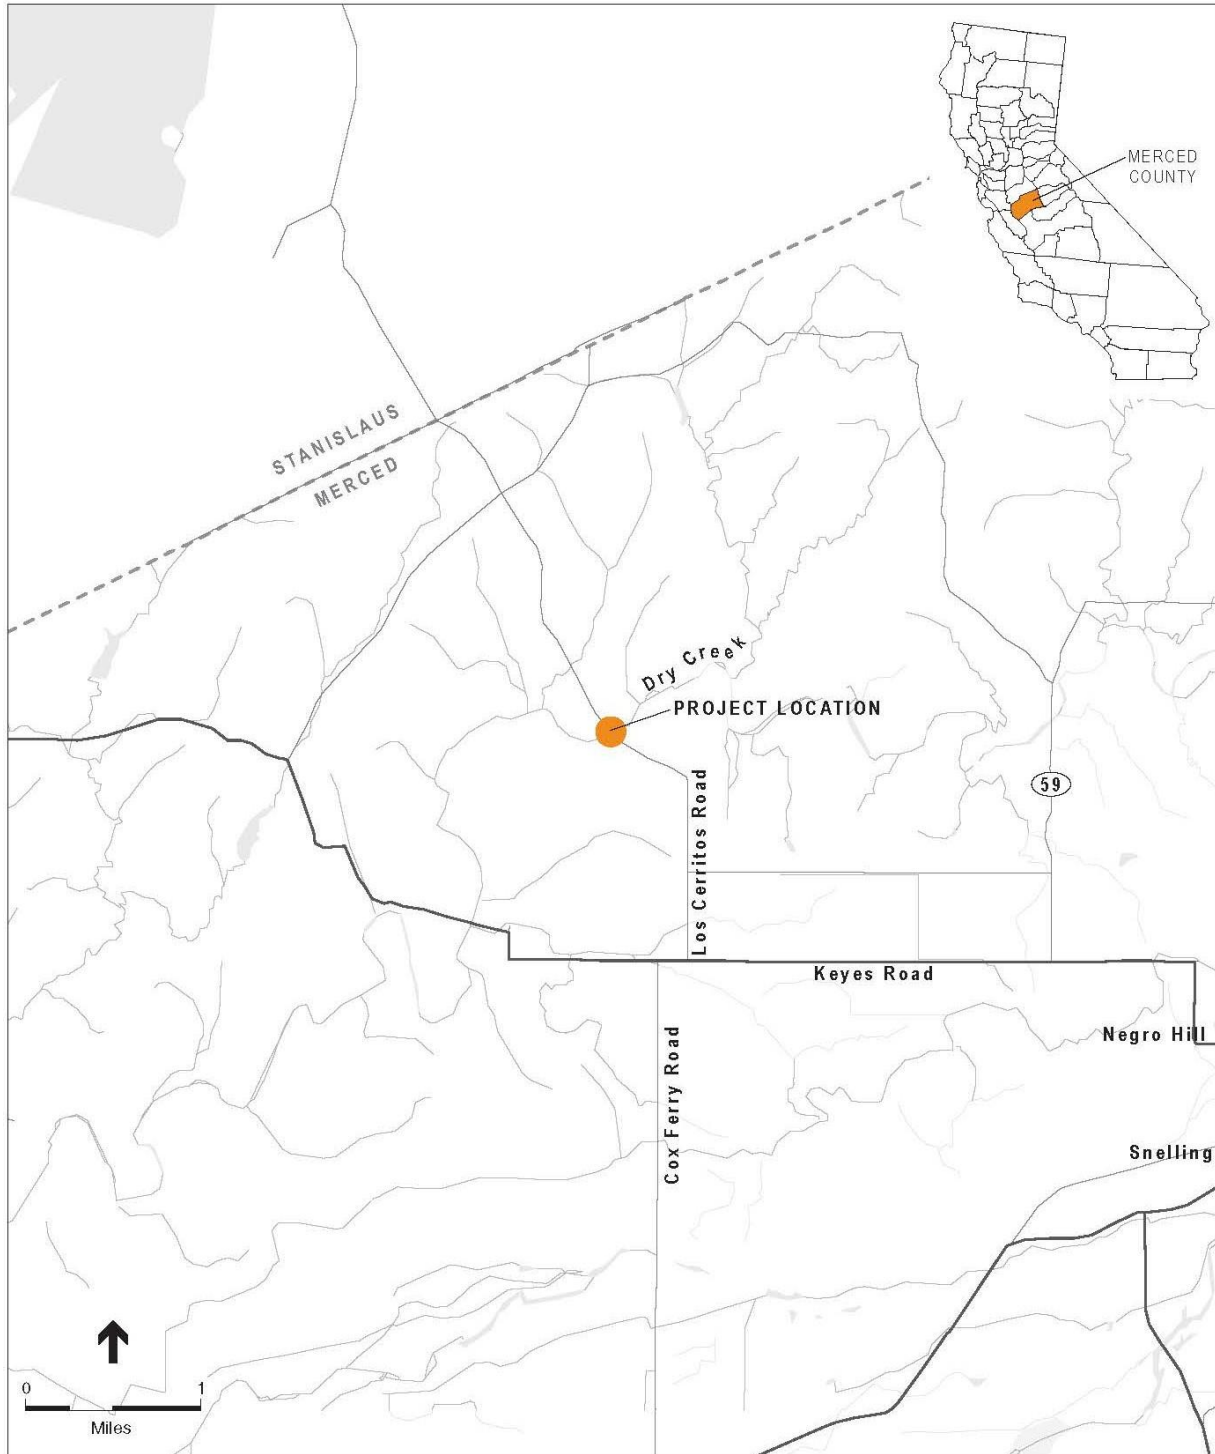 MERCED
COUNTY
STANISLAUS
MERCED
Dry Creek
PROJECT LOCATION
Los Cerritos Road
59
Keyes Road
Negro Hill
Cox Ferry Road
Snelling
0 1
Miles